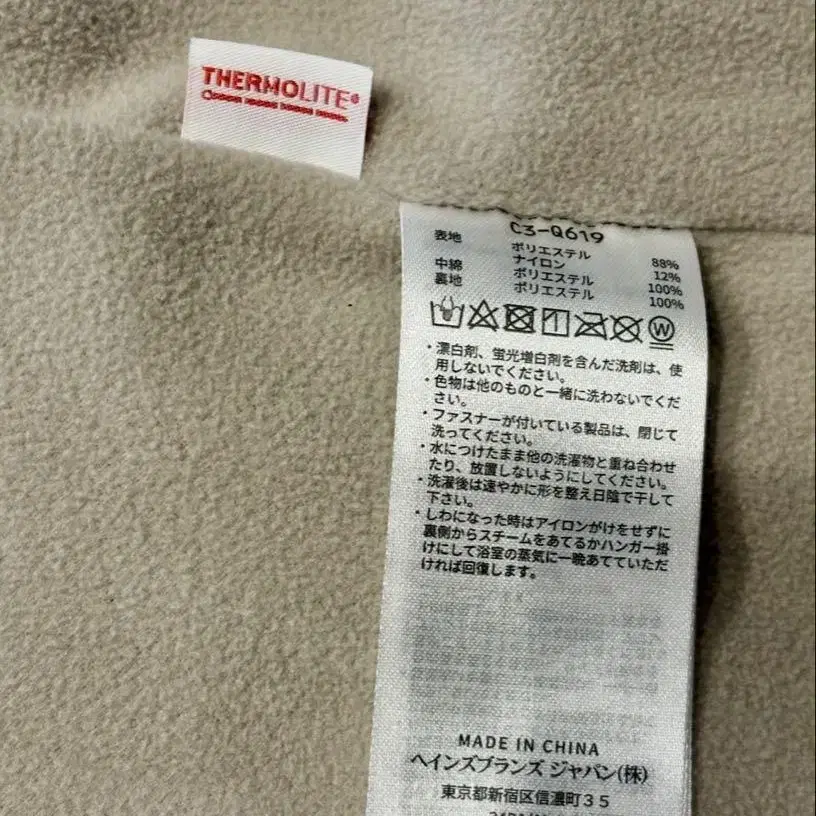 THERMOLITE®
C3-Q619
表地 ポリエステル 88%
ナイロン 12%
中綿 ポリエステル 100%
裏地 ポリエステル 100%
W
・漂白剤、蛍光増白剤を含んだ洗剤は、使
用しないでください。
・色物は他のものと一緒に洗わないでくだ
さい。
・ファスナーが付いている製品は、閉じて
洗ってください。
・水につけたまま他の洗濯物と重ね合わせ
たり、放置しないようにしてください。
・洗濯後は速やかに形を整え日陰で干して
下さい。
・しわになった時はアイロンがけをせずに
裏側からスチームをあてるかハンガー掛
けにして浴室の蒸気に一晩あてていただ
ければ回復します。
MADE IN CHINA
ヘインズブランズ ジャパン(株)
東京都新宿区信濃町35